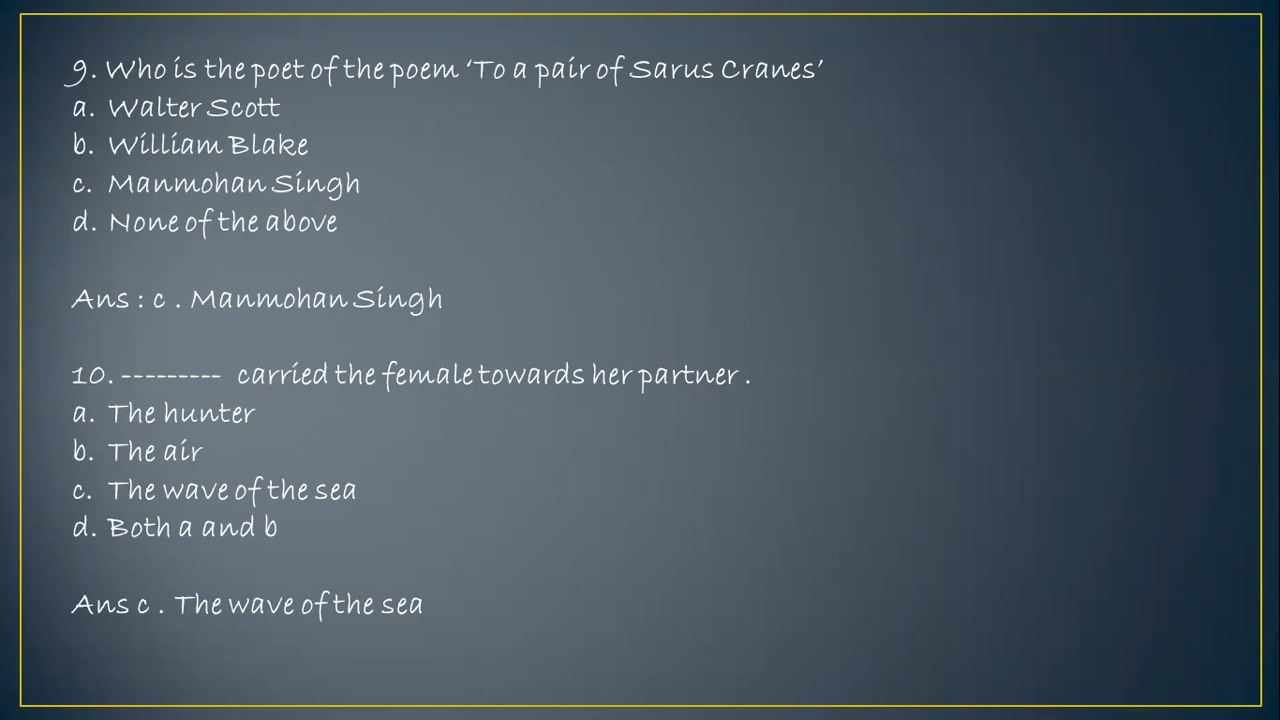 9. Who is the poet of the poem ‘To a pair of Sarus Cranes’
a. Walter Scott
b. William Blake
c. Manmohan Singh
d. None of the above
Ans : c . Manmohan Singh
10. --------- carried the female towards her partner .
a. The hunter
b. The air
c. The wave of the sea
d. Both a and b
Ans c . The wave of the sea